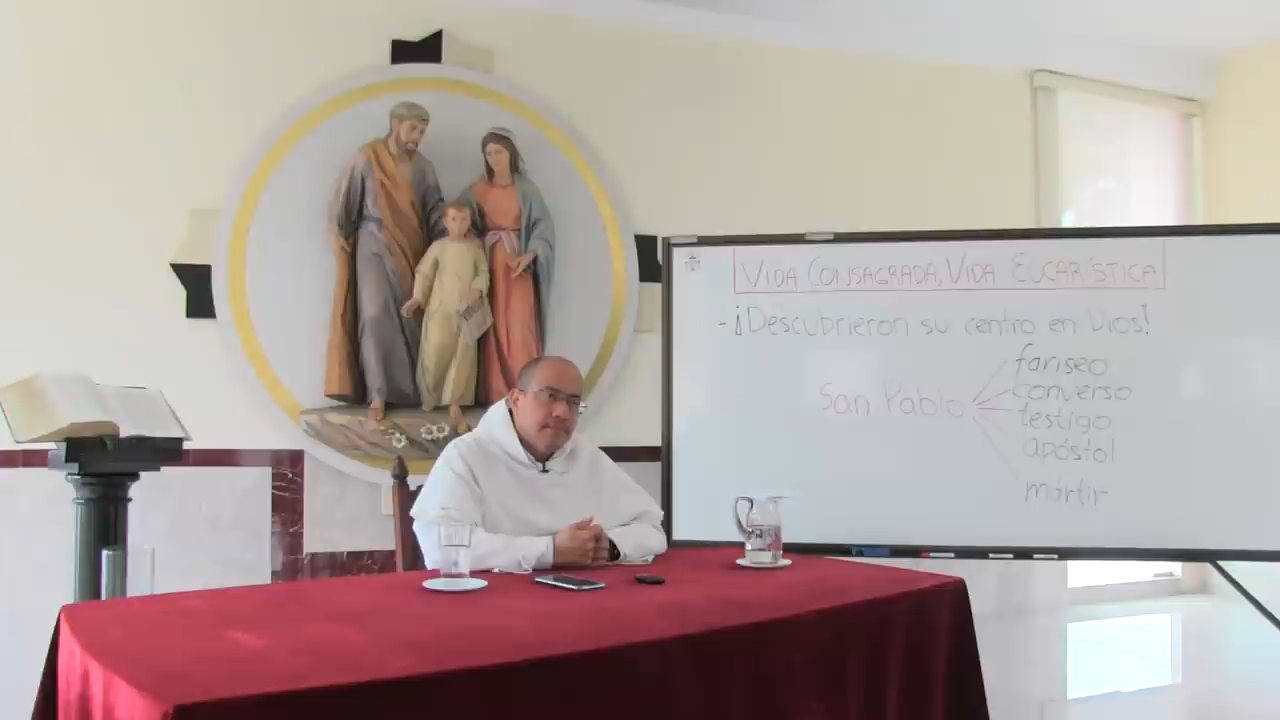 VIDA CONSAGRADA, VIDA EUCARÍSTICA
- ¡Descubrieron su centro en Dios!
fariseo
San Pablo converso
testigo
apóstol
mártir